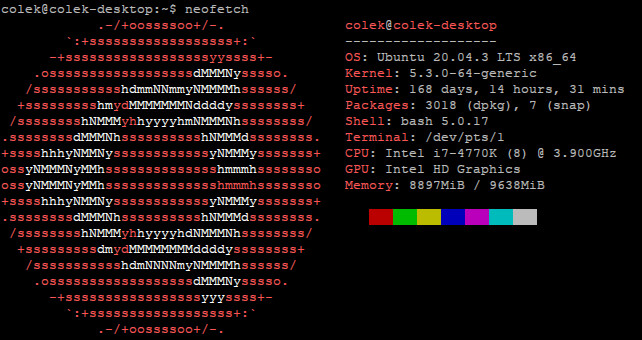 colek@colek-desktop:~$ neofetch
.-/+oossssoo+/-.
colek@colek-desktop
`:+ssssssssssssssssss+:`
-------------------
-+ssssssssssssssssssyyssss+-
OS: Ubuntu 20.04.3 LTS x86_64
.ossssssssssssssssssdMMMNysssso.
Kernel: 5.3.0-64-generic
/ssssssssssshdmmNNmmyNMMMMhssssss/
Uptime: 168 days, 14 hours, 31 mins
+sssssssssshmydMMMMMMMNddddyssssssss+
Packages: 3018 (dpkg), 7 (snap)
/sssssssshNMMMyhhyyyyhmNMMMNhssssssss/
Shell: bash 5.0.17
.ssssssssdMMMNhsssssssssshNMMMdssssssss.
Terminal: /dev/pts/1
+sssshhhyNMMNyssssssssssssyNMMMysssssss+
CPU: Intel i7-4770K (8) @ 3.900GHz
ossyNMMMNyMMhsssssssssssssshmmmhssssssso
GPU: Intel HD Graphics
ossyNMMMNyMMhsssssssssssssshmmmhssssssso
Memory: 8897MiB / 9638MiB
+sssshhhyNMMNyssssssssssssyNMMMysssssss+
.ssssssssdMMMNhsssssssssshNMMMdssssssss.
/sssssssshNMMMyhhyyyyhdNMMMNhssssssss/
+sssssssssdmydMMMMMMMMddddyssssssss+
/ssssssssssshdmNNNNmyNMMMMhssssss/
.ossssssssssssssssssdMMMNysssso.
-+sssssssssssssssssyyyssss+-
`:+ssssssssssssssssss+:`
.-/+oossssoo+/-.